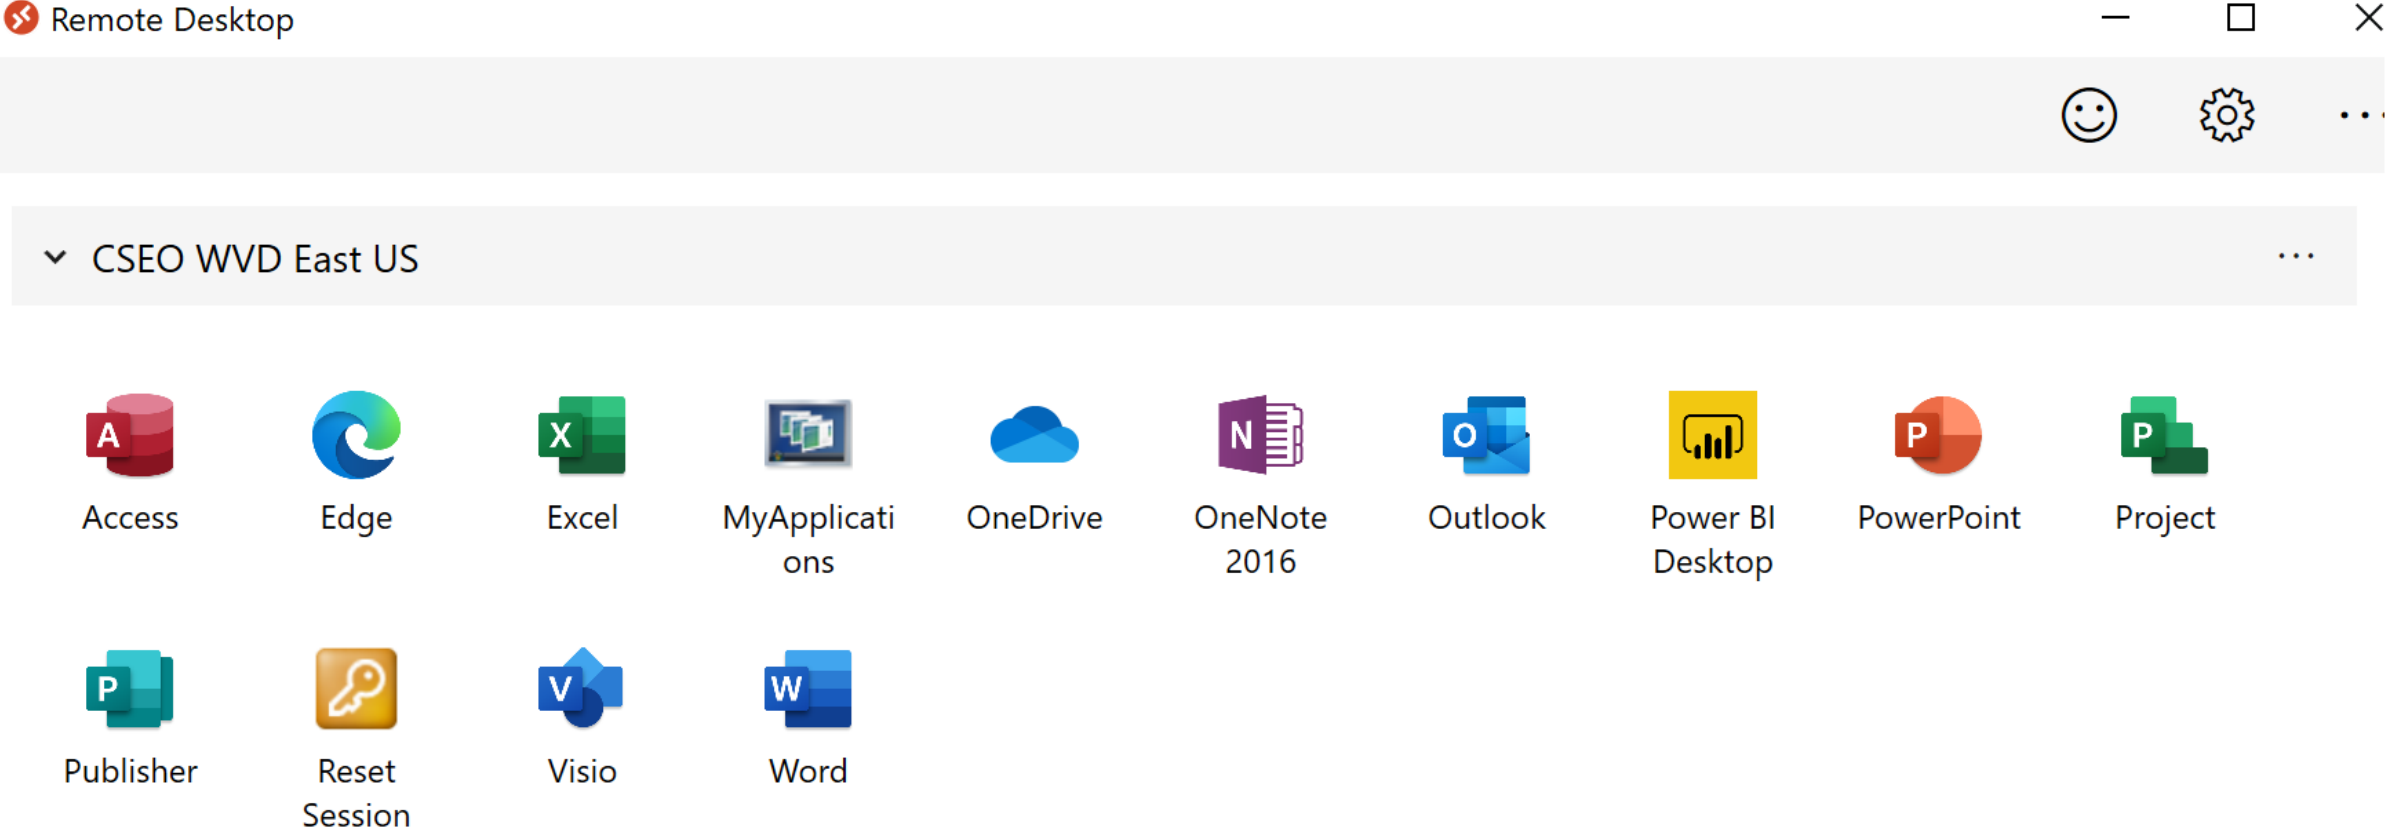 Remote Desktop
CSEO WVD East US
A
X
N
O
P
P
Access
Edge
Excel
MyApplicati
ons
OneDrive
OneNote
2016
Outlook
Power BI
Desktop
PowerPoint
Project
P
V
W
Publisher
Reset
Session
Visio
Word